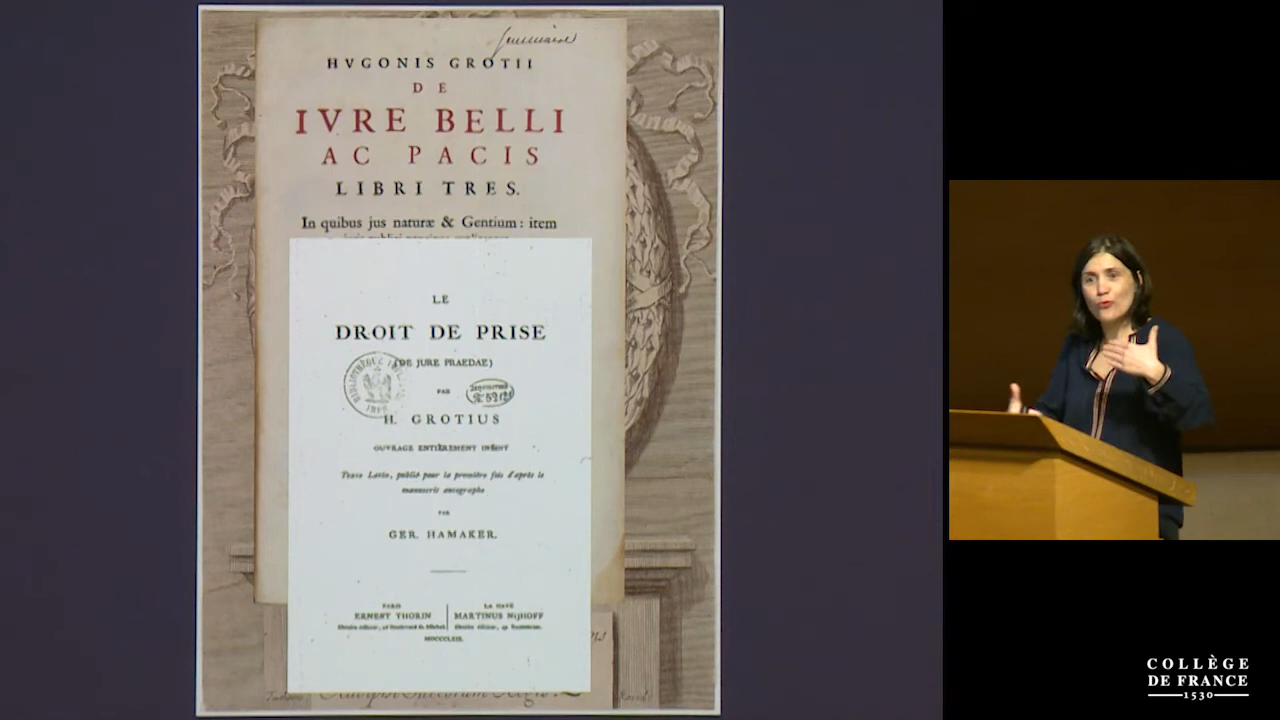 HVGONIS GROTII
DE
IVRE BELLI
AC PACIS
LIBRI TRES.
In quibus jus naturæ & Gentium: item
LE
DROIT DE PRISE
(DE JURE PRAEDAE)
PAR
H. GROTIUS
OUVRAGE ENTIÈREMENT INÉDIT
Texte Latin, publié pour la première fois d'après le
manuscrit autographe
PAR
GER. HAMAKER.
PARIS
ERNEST THORIN
LA HAYE
MARTINUS NIJHOFF
COLLÈGE
DE FRANCE
1530